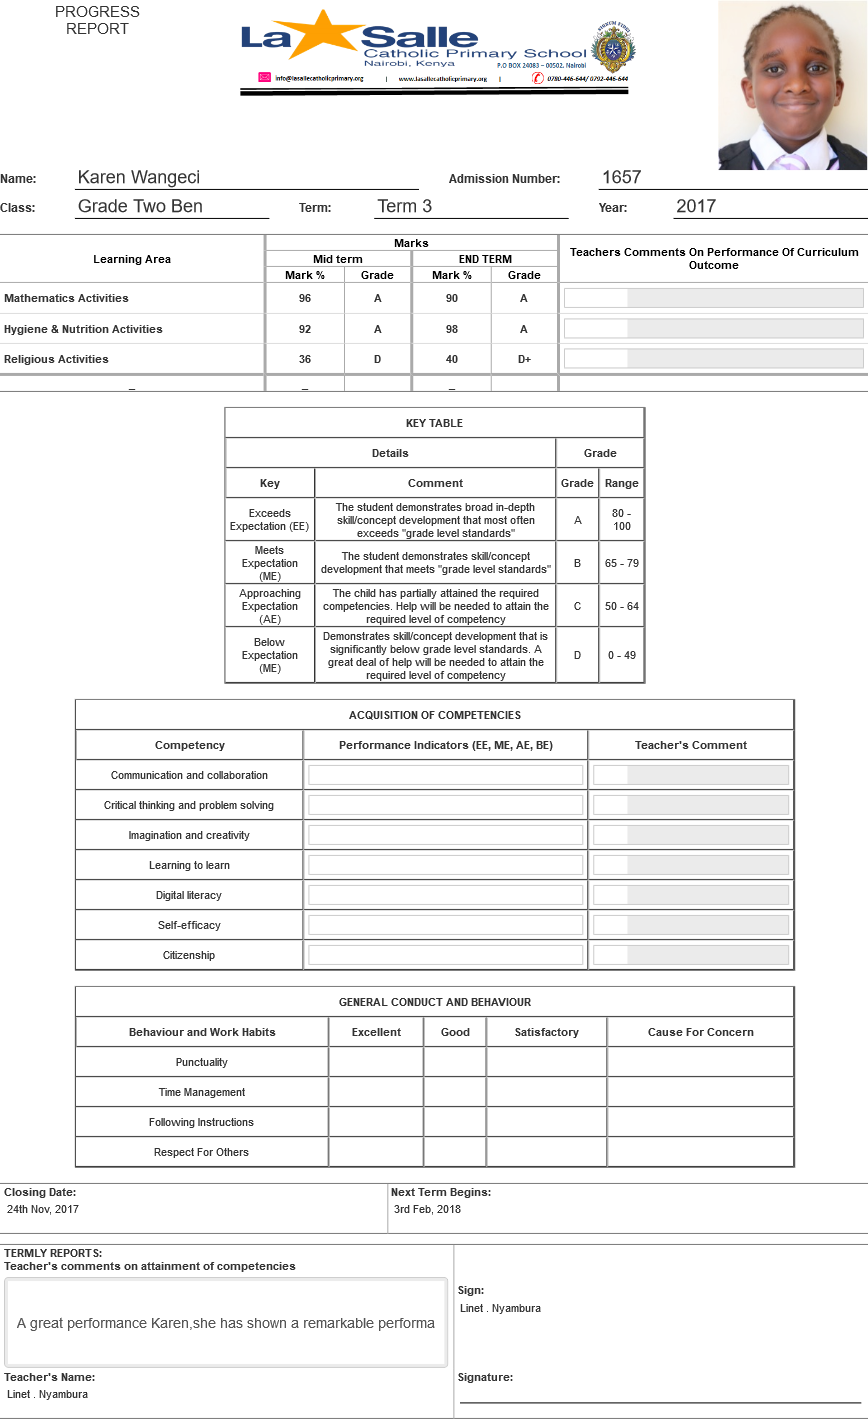 PROGRESS
REPORT
La Salle
Catholic Primary School
Nairobi, Kenya
P.O BOX 24083 – 00502, Nairobi
info@lasallecatholicprimary.org | www.lasallecatholicprimary.org | 0780-446-644/ 0792-446-644
Name: Karen Wangeci Admission Number: 1657
Class: Grade Two Ben Term: Term 3 Year: 2017
Learning Area Marks Teachers Comments On Performance Of Curriculum Outcome
Mid term END TERM
Mark % Grade Mark % Grade
Mathematics Activities 96 A 90 A
Hygiene & Nutrition Activities 92 A 98 A
Religious Activities 36 D 40 D+
_ _ _
KEY TABLE
Details Grade
Key Comment Grade Range
Exceeds Expectation (EE) The student demonstrates broad in-depth skill/concept development that most often exceeds "grade level standards" A 80 - 100
Meets Expectation (ME) The student demonstrates skill/concept development that meets "grade level standards" B 65 - 79
Approaching Expectation (AE) The child has partially attained the required competencies. Help will be needed to attain the required level of competency C 50 - 64
Below Expectation (ME) Demonstrates skill/concept development that is significantly below grade level standards. A great deal of help will be needed to attain the required level of competency D 0 - 49
ACQUISITION OF COMPETENCIES
Competency Performance Indicators (EE, ME, AE, BE) Teacher's Comment
Communication and collaboration
Critical thinking and problem solving
Imagination and creativity
Learning to learn
Digital literacy
Self-efficacy
Citizenship
GENERAL CONDUCT AND BEHAVIOUR
Behaviour and Work Habits Excellent Good Satisfactory Cause For Concern
Punctuality
Time Management
Following Instructions
Respect For Others
Closing Date: Next Term Begins:
24th Nov, 2017 3rd Feb, 2018
TERMLY REPORTS:
Teacher's comments on attainment of competencies
A great performance Karen,she has shown a remarkable performa
Sign:
Linet . Nyambura
Teacher's Name: Signature:
Linet . Nyambura